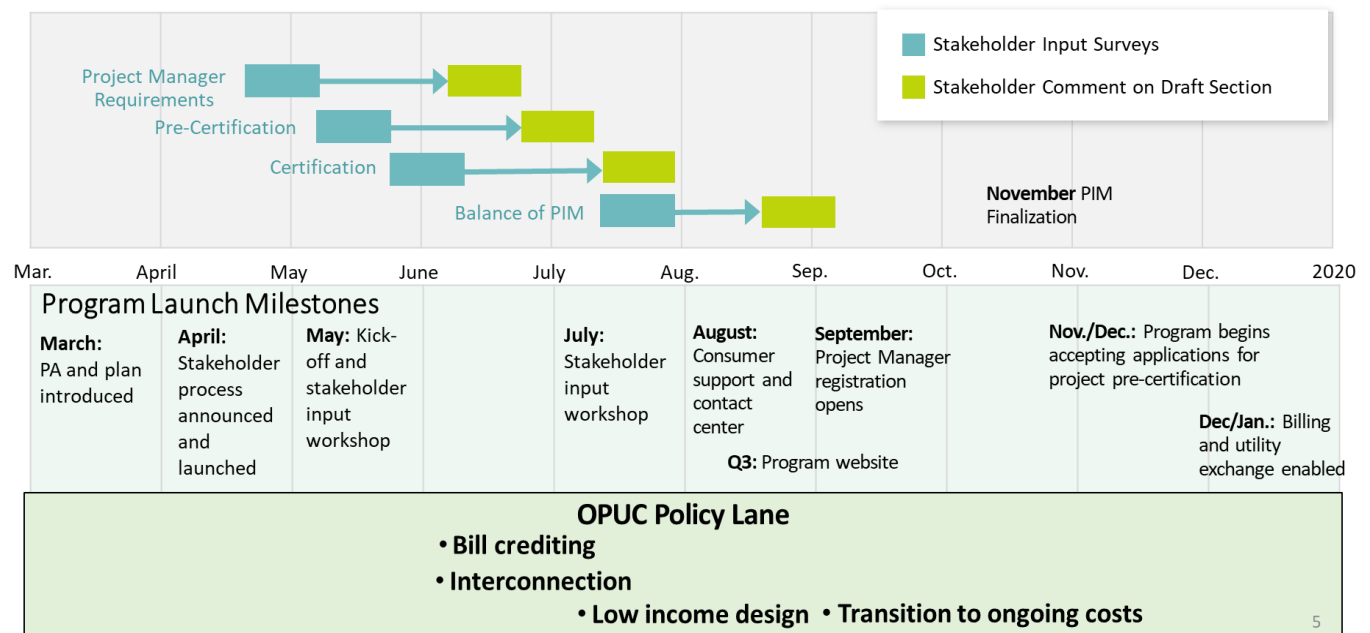 Stakeholder Input Surveys
Stakeholder Comment on Draft Section
Project Manager
Requirements
Pre-Certification
Certification
Balance of PIM
November PIM
Finalization
Mar. April May June July Aug. Sep. Oct. Nov. Dec. 2020
Program Launch Milestones
March:
PA and plan
introduced
April:
Stakeholder
process
announced
and
launched
May: Kick-
off and
stakeholder
input
workshop
July:
Stakeholder
input
workshop
August:
Consumer
support and
contact
center
September:
Project Manager
registration
opens
Q3: Program website
Nov./Dec.: Program begins
accepting applications for
project pre-certification
Dec/Jan.: Billing
and utility
exchange enabled
OPUC Policy Lane
• Bill crediting
• Interconnection
• Low income design • Transition to ongoing costs
5